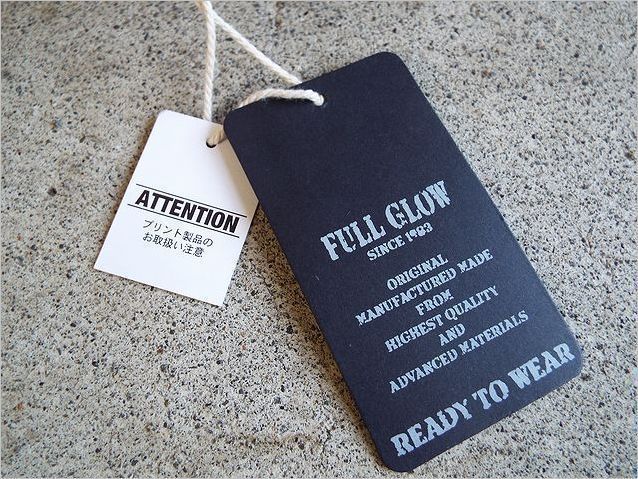 ATTENTION
プリント製品の
お取扱い注意
FULL GLOW
SINCE 1993
ORIGINAL
MANUFACTURED MADE
FROM
HIGHEST QUALITY
AND
ADVANCED MATERIALS
READY TO WEAR